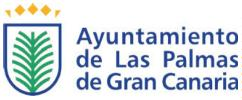 Ayuntamiento
de Las Palmas
de Gran Canaria